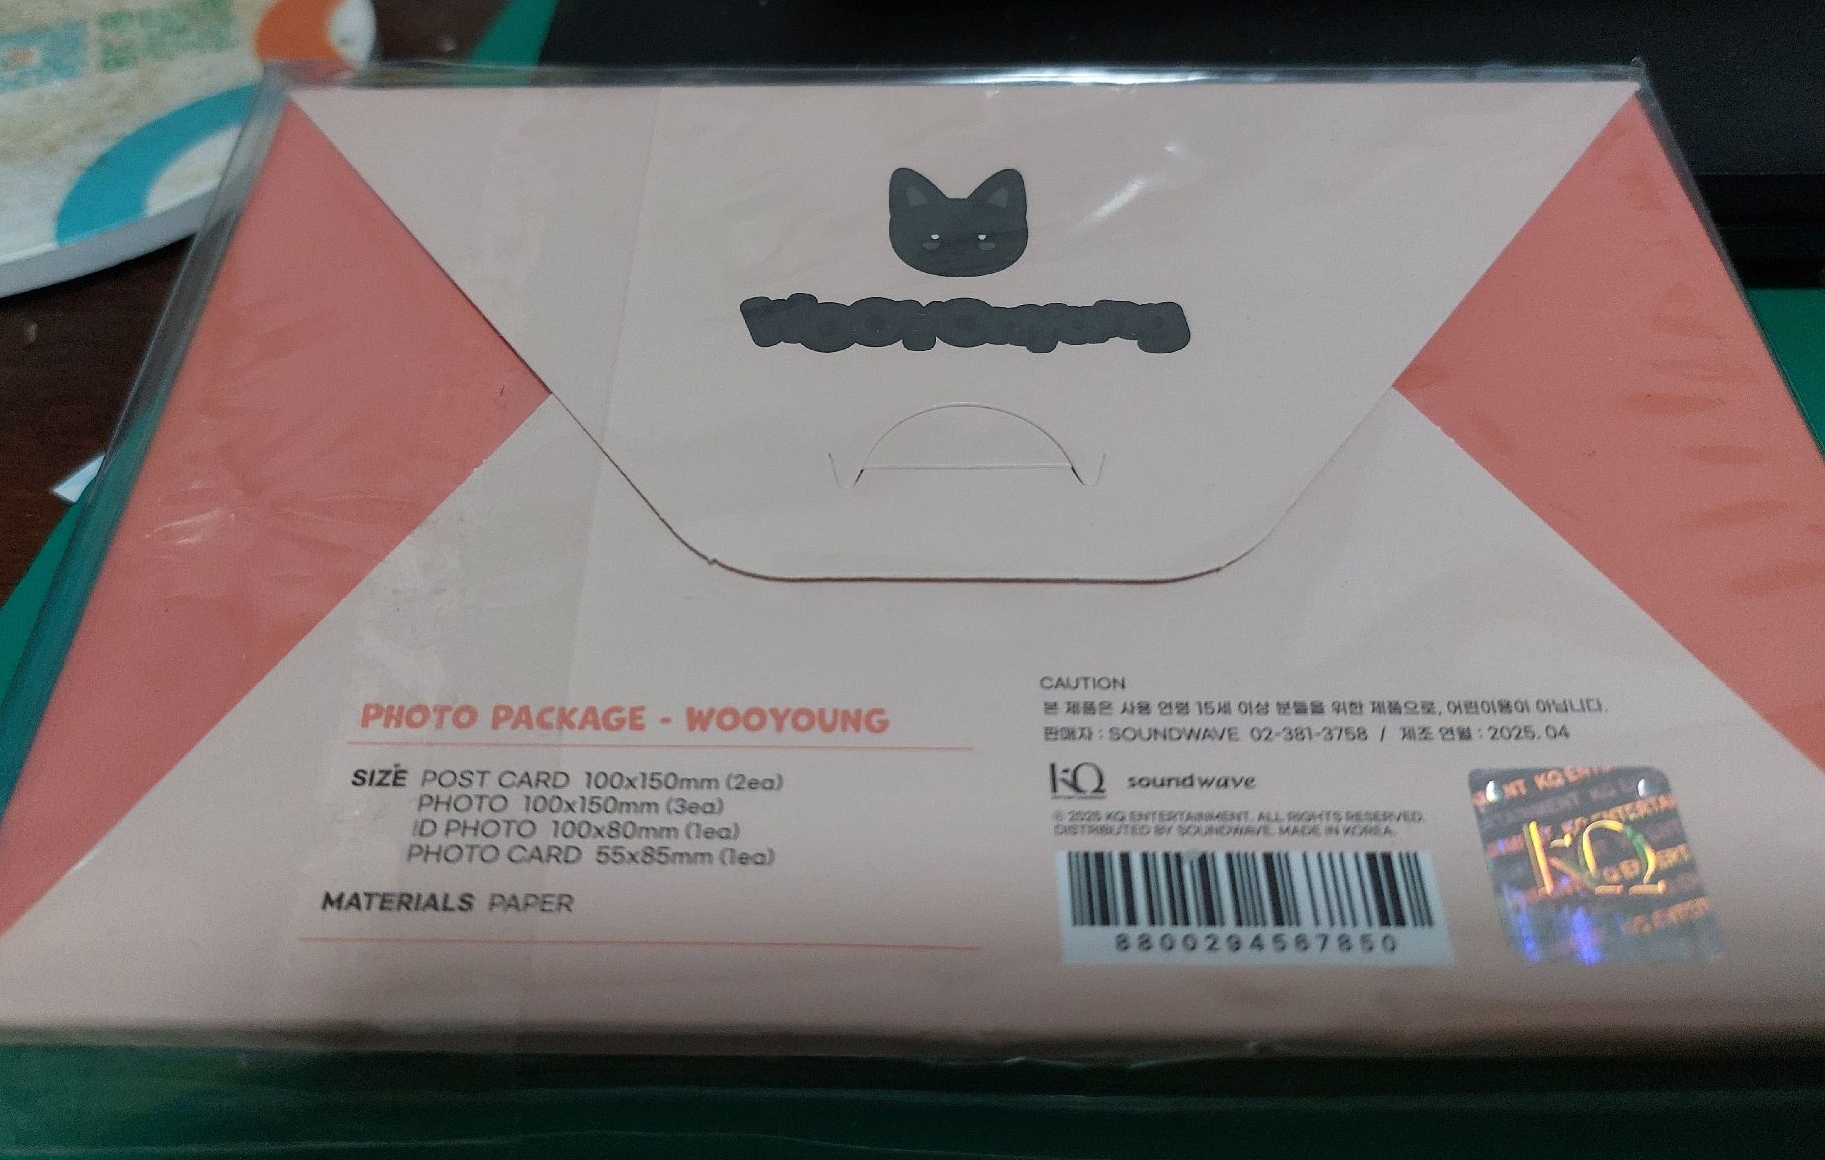 WOOYOUNG
PHOTO PACKAGE - WOOYOUNG
SIZE POST CARD 100x150mm (2ea)
PHOTO 100x150mm (3ea)
ID PHOTO 100x80mm (1ea)
PHOTO CARD 55x85mm (1ea)
MATERIALS PAPER
CAUTION
본 제품은 사용 연령 15세 이상 분들을 위한 제품으로, 어린이용이 아닙니다.
판매자 : SOUNDWAVE 02-381-3758 / 제조 연월 : 2025. 04
KQ soundwave
© 2025 KQ ENTERTAINMENT. ALL RIGHTS RESERVED.
DISTRIBUTED BY SOUNDWAVE. MADE IN KOREA.
8800294567850
KQ